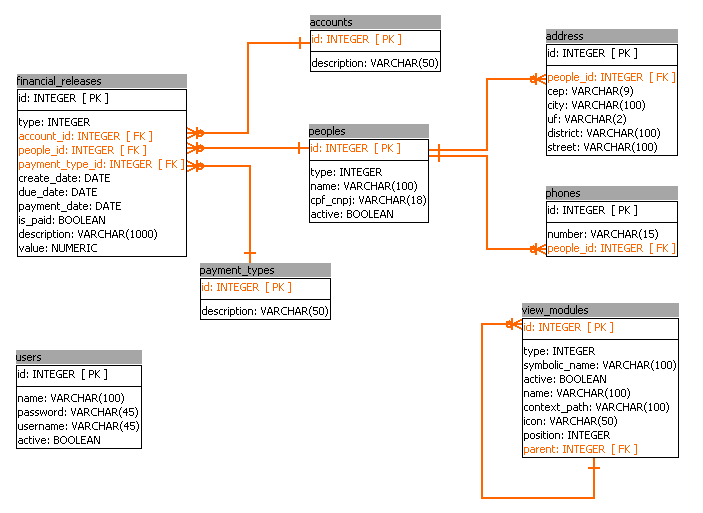 accounts
id: INTEGER [ PK ]
description: VARCHAR(50)
address
id: INTEGER [ PK ]
people_id: INTEGER [ FK ]
cep: VARCHAR(9)
city: VARCHAR(100)
uf: VARCHAR(2)
district: VARCHAR(100)
street: VARCHAR(100)
financial_releases
id: INTEGER [ PK ]
type: INTEGER
account_id: INTEGER [ FK ]
people_id: INTEGER [ FK ]
payment_type_id: INTEGER [ FK ]
create_date: DATE
due_date: DATE
payment_date: DATE
is_paid: BOOLEAN
description: VARCHAR(1000)
value: NUMERIC
peoples
id: INTEGER [ PK ]
type: INTEGER
name: VARCHAR(100)
cpf_cnpj: VARCHAR(18)
active: BOOLEAN
phones
id: INTEGER [ PK ]
number: VARCHAR(15)
people_id: INTEGER [ FK ]
payment_types
id: INTEGER [ PK ]
description: VARCHAR(50)
view_modules
id: INTEGER [ PK ]
type: INTEGER
symbolic_name: VARCHAR(100)
active: BOOLEAN
name: VARCHAR(100)
context_path: VARCHAR(100)
icon: VARCHAR(50)
position: INTEGER
parent: INTEGER [ FK ]
users
id: INTEGER [ PK ]
name: VARCHAR(100)
password: VARCHAR(45)
username: VARCHAR(45)
active: BOOLEAN